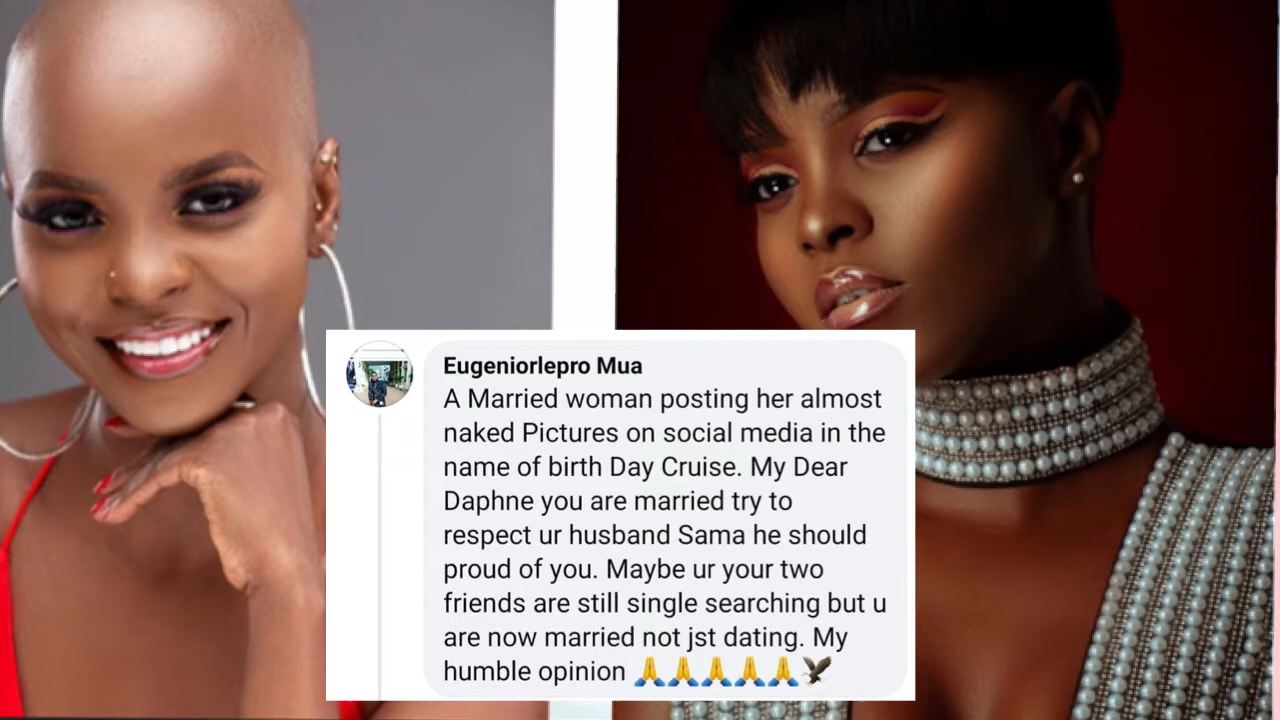 Eugeniorlepro Mua
A Married woman posting her almost
naked Pictures on social media in the
name of birth Day Cruise. My Dear
Daphne you are married try to
respect ur husband Sama he should
proud of you. Maybe ur your two
friends are still single searching but u
are now married not jst dating. My
humble opinion 🙏🙏🙏🙏🙏🦅